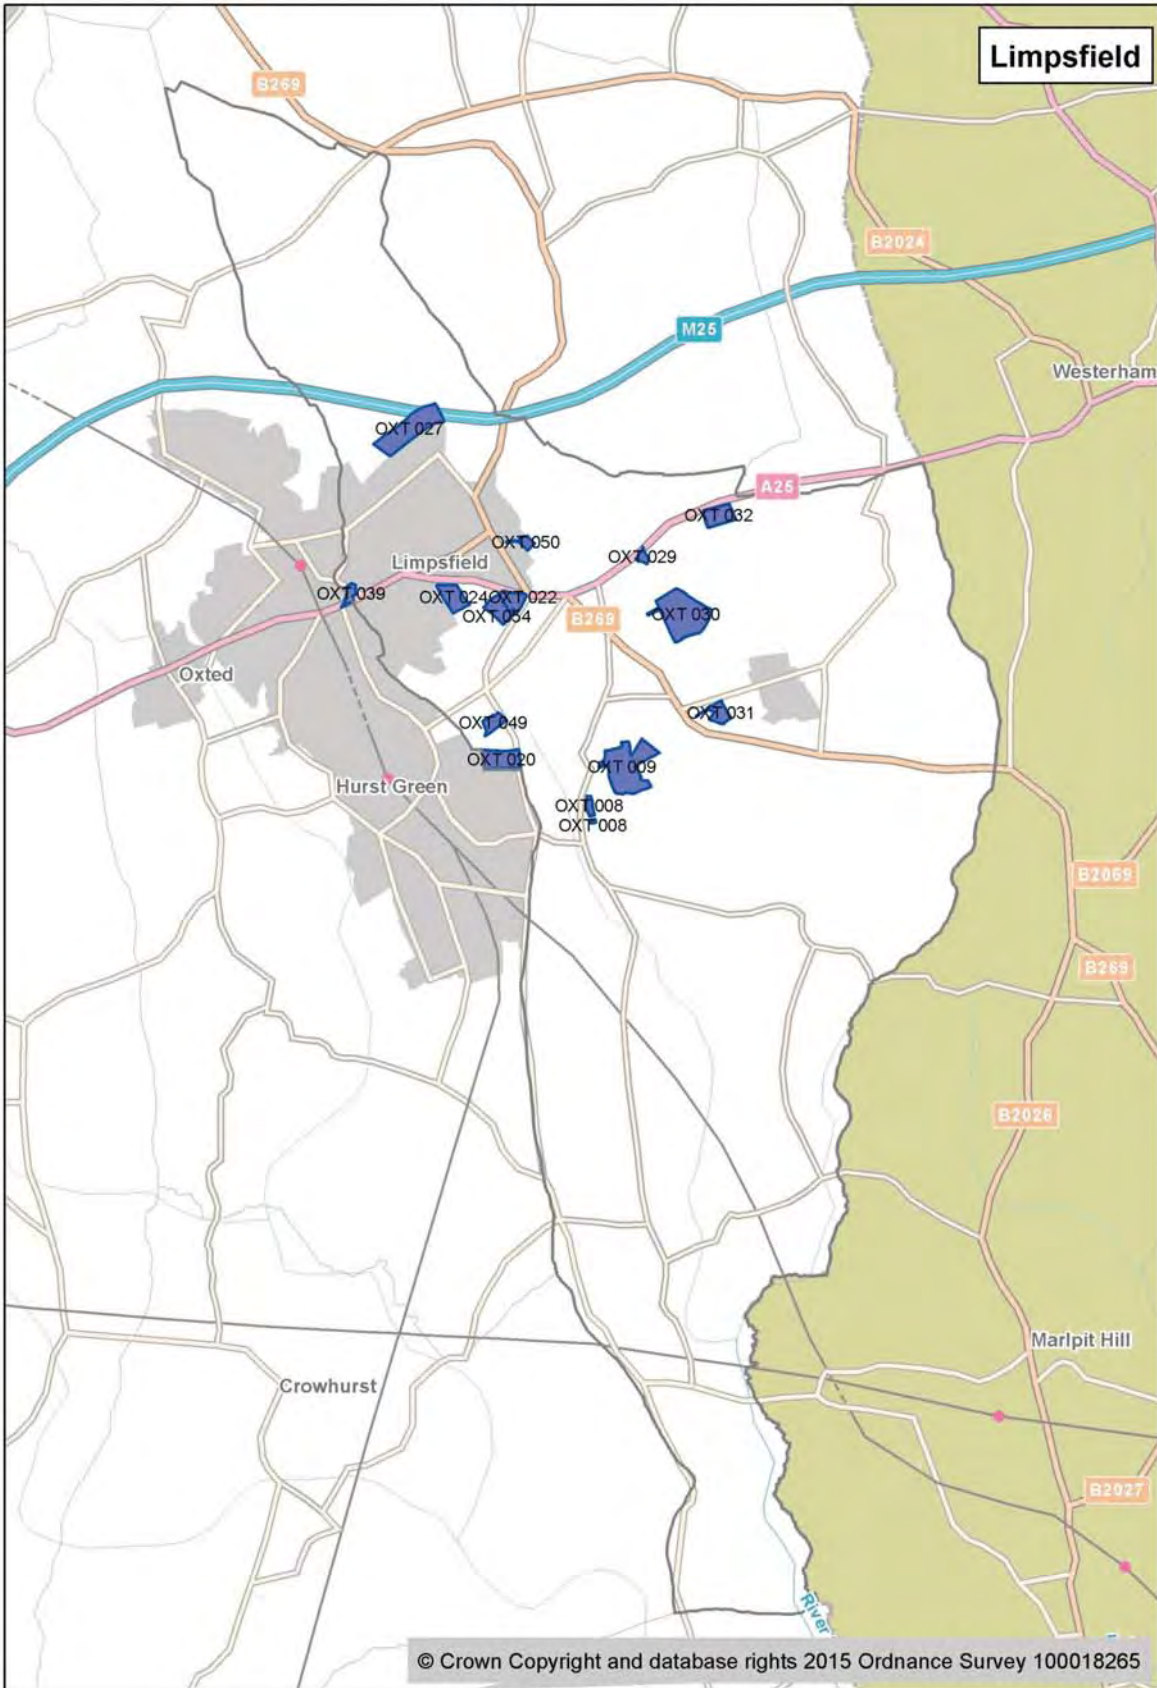 Limpsfield
B269
B2024
M25
Westerham
OXT 027
A25
OXT 032
OXT 050
OXT 029
Limpsfield
OXT 039
OXT 024
OXT 022
OXT 054
B269
OXT 030
Oxted
OXT 049
OXT 031
OXT 020
OXT 009
Hurst Green
OXT 008
OXT 008
B2069
B269
B2026
Marlpit Hill
Crowhurst
B2027
River
© Crown Copyright and database rights 2015 Ordnance Survey 100018265